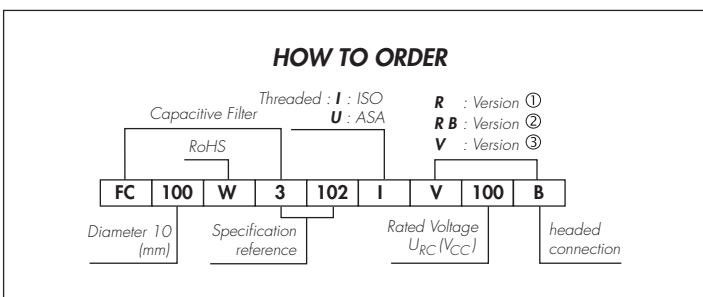 HOW TO ORDER
Threaded : I : ISO
U : ASA
R : Version ①
R B : Version ②
V : Version ③
Capacitive Filter
RoHS
FC 100 W 3 102 I V 100 B
Diameter 10
(mm)
Specification
reference
Rated Voltage
URC (VCC)
headed
connection